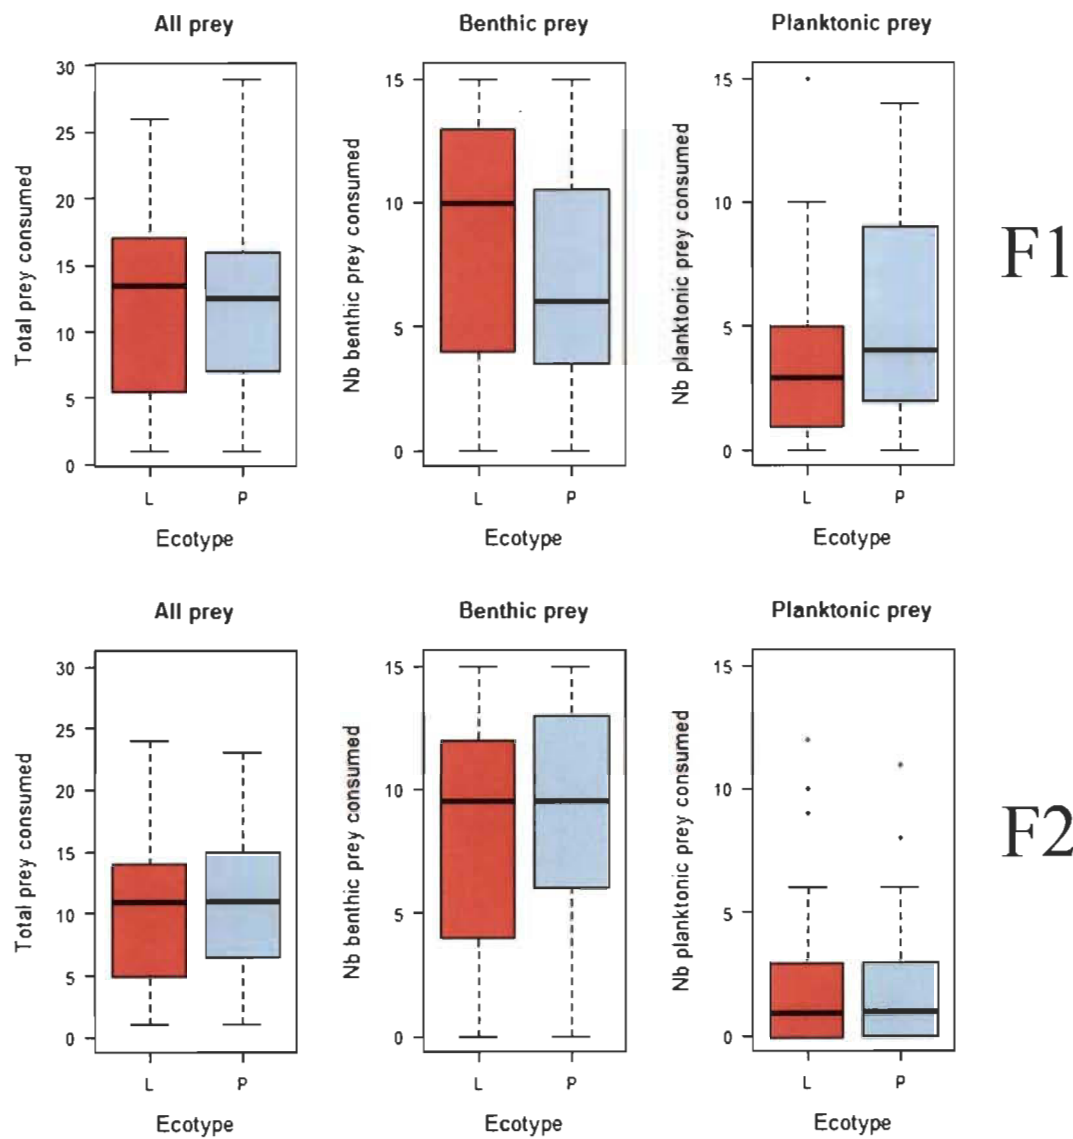 All prey
Benthic prey
Planktonic prey
Total prey consumed
30
25
20
15
10
5
0
L
P
Ecotype
Nb benthic prey consumed
15
10
5
0
L
P
Ecotype
Nb planktonic prey consumed
15
10
5
0
L
P
Ecotype
F1
All prey
Benthic prey
Planktonic prey
Total prey consumed
30
25
20
15
10
5
0
L
P
Ecotype
Nb benthic prey consumed
15
10
5
0
L
P
Ecotype
Nb planktonic prey consumed
15
10
5
0
L
P
Ecotype
F2